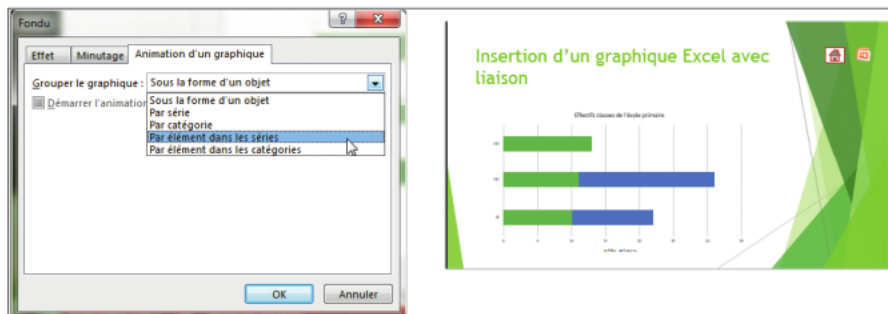 Fondu
Effet
Minutage
Animation d'un graphique
Grouper le graphique :
Sous la forme d'un objet
Démarrer l'animation
Sous la forme d'un objet
Par série
Par catégorie
Par élément dans les séries
Par élément dans les catégories
OK
Annuler
Insertion d'un graphique Excel avec
liaison
Effectifs classes de l'école primaire